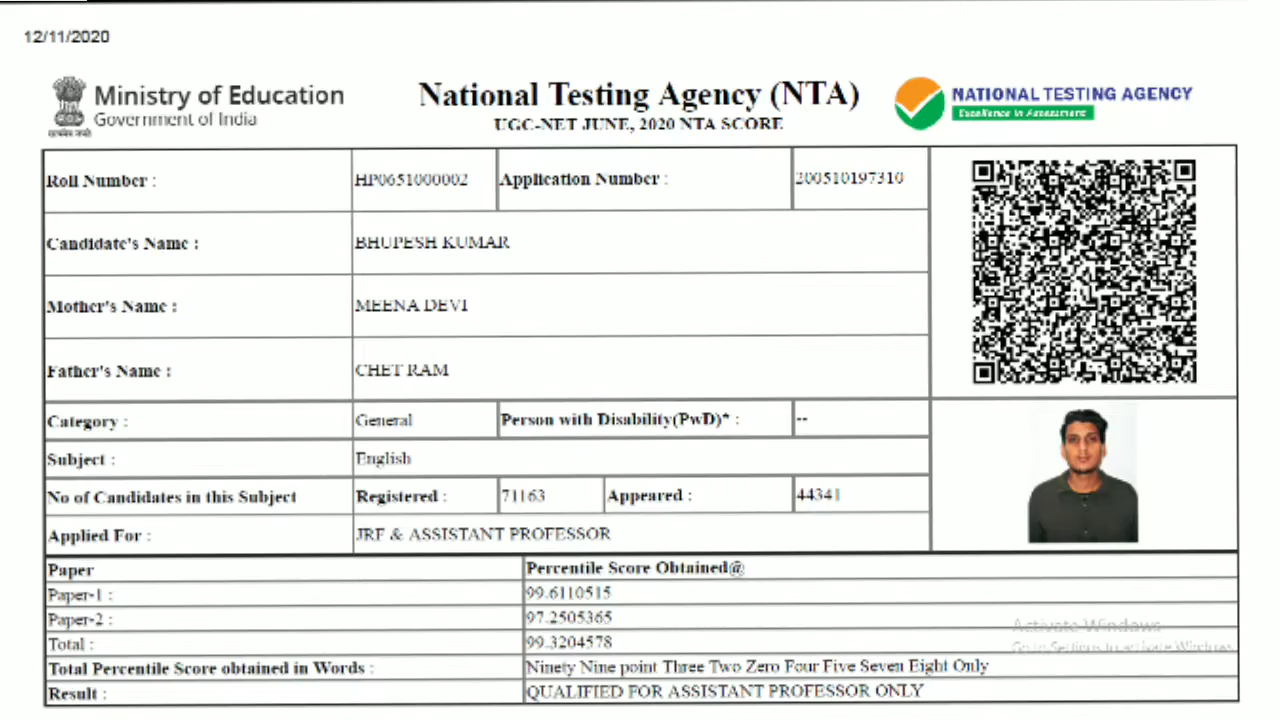 12/11/2020
Ministry of Education
Government of India
सत्यमेव जयते
National Testing Agency (NTA)
UGC-NET JUNE, 2020 NTA SCORE
NATIONAL TESTING AGENCY
Excellence in Assessment
Roll Number : HP0651000002 Application Number : 200510197310
Candidate's Name : BHUPESH KUMAR
Mother's Name : MEENA DEVI
Father's Name : CHET RAM
Category : General Person with Disability(PwD)* : --
Subject : English
No of Candidates in this Subject Registered : 71163 Appeared : 44341
Applied For : JRF & ASSISTANT PROFESSOR
Paper Percentile Score Obtained@
Paper-1 : 99.6110515
Paper-2 : 97.2505365
Total : 99.3204578
Total Percentile Score obtained in Words : Ninety Nine point Three Two Zero Four Five Seven Eight Only
Result : QUALIFIED FOR ASSISTANT PROFESSOR ONLY
Activate Windows
Go to Settings to activate Windows.